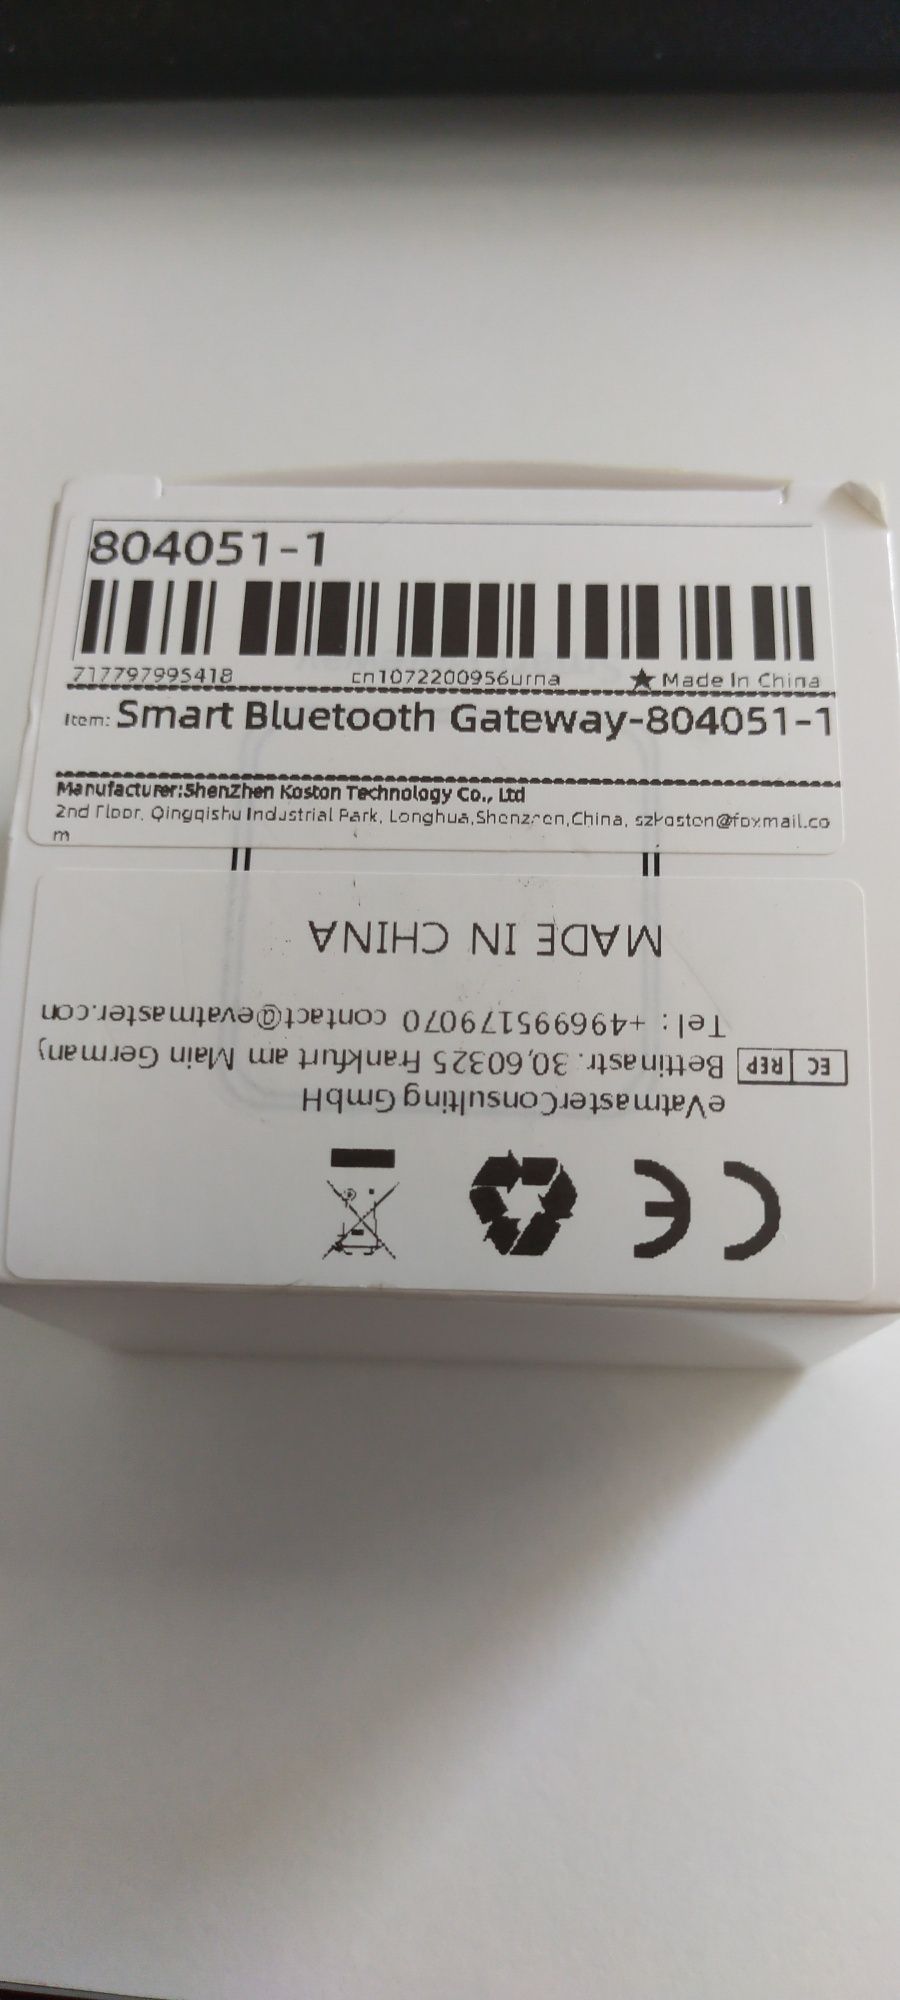 804051-1
717797995418 cn1072200956urna ★ Made In China
Item: Smart Bluetooth Gateway-804051-1
Manufacturer:ShenZhen Koston Technology Co., Ltd
2nd Floor, Qingqishu Industrial Park, Longhua,Shenzhen,China, szkoston@foxmail.co
m
CE
eVatmasterConsulting GmbH
EC REP Bettinastr. 30,60325 Frankfurt am Main Germany
Tel: +4969951790 70 contact@evatmaster.con
MADE IN CHINA